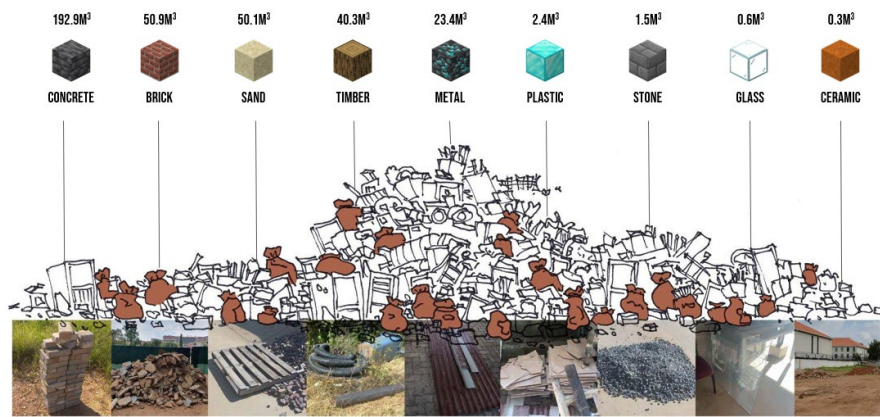 192.9M³ 50.9M³ 50.1M³ 40.3M³ 23.4M³ 2.4M³ 1.5M³ 0.6M³ 0.3M³
CONCRETE BRICK SAND TIMBER METAL PLASTIC STONE GLASS CERAMIC